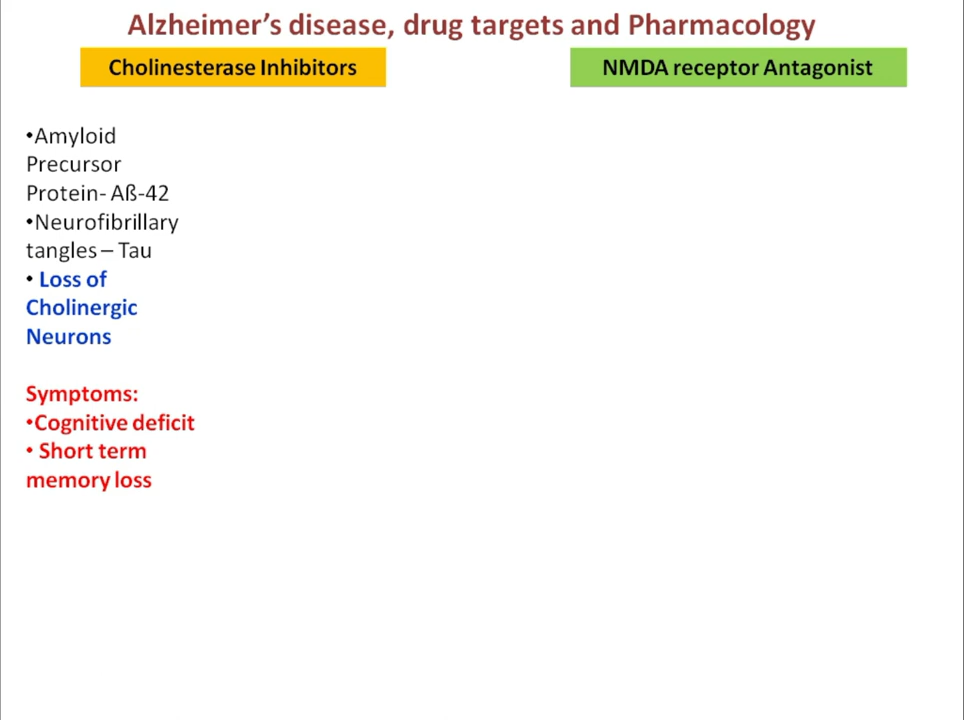 Alzheimer’s disease, drug targets and Pharmacology
Cholinesterase Inhibitors
NMDA receptor Antagonist
•Amyloid
Precursor
Protein- Aß-42
•Neurofibrillary
tangles – Tau
• Loss of
Cholinergic
Neurons
Symptoms:
•Cognitive deficit
• Short term
memory loss